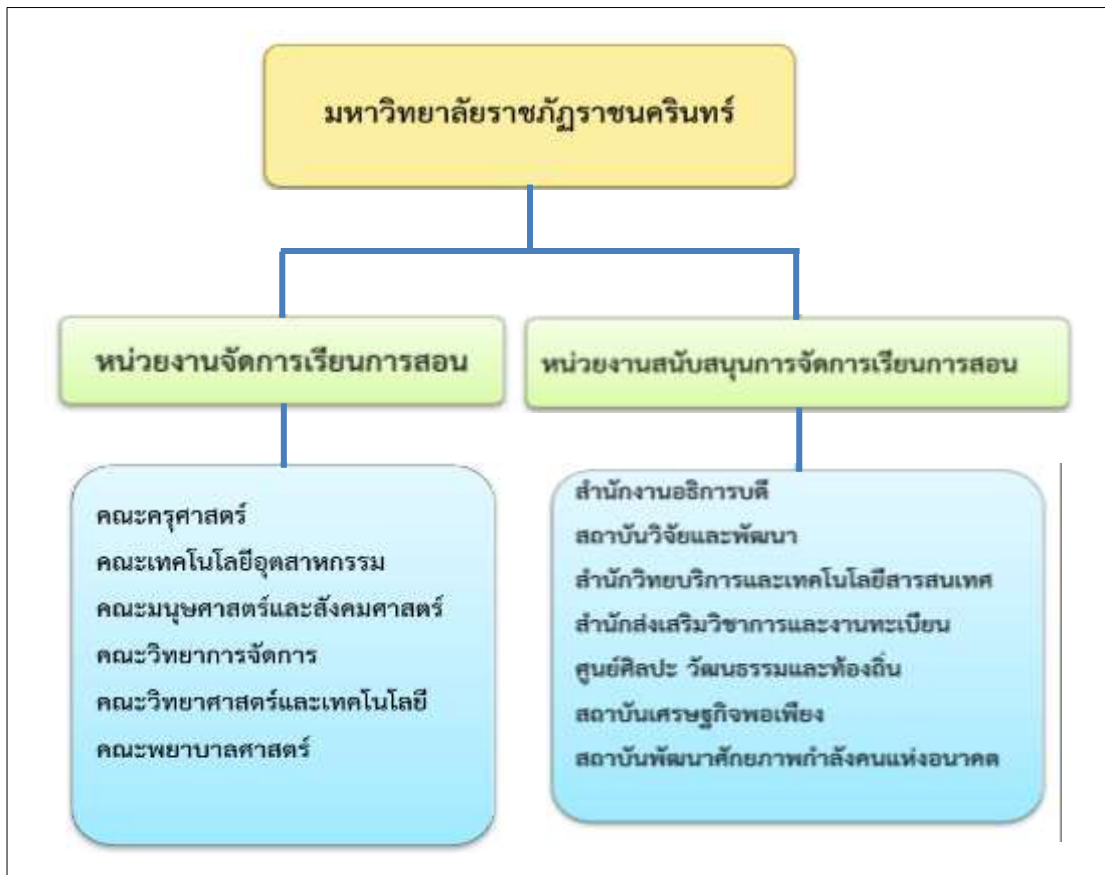 มหาวิทยาลัยราชภัฏราชนครินทร์
หน่วยงานจัดการเรียนการสอน
หน่วยงานสนับสนุนการจัดการเรียนการสอน
คณะครุศาสตร์
คณะเทคโนโลยีอุตสาหกรรม
คณะมนุษศาสตร์และสังคมศาสตร์
คณะวิทยาการจัดการ
คณะวิทยาศาสตร์และเทคโนโลยี
คณะพยาบาลศาสตร์
สำนักงานอธิการบดี
สถาบันวิจัยและพัฒนา
สำนักวิทยบริการและเทคโนโลยีสารสนเทศ
สำนักส่งเสริมวิชาการและงานทะเบียน
ศูนย์ศิลปะ วัฒนธรรมและท้องถิ่น
สถาบันเศรษฐกิจพอเพียง
สถาบันพัฒนาศักยภาพกำลังคนแห่งอนาคต